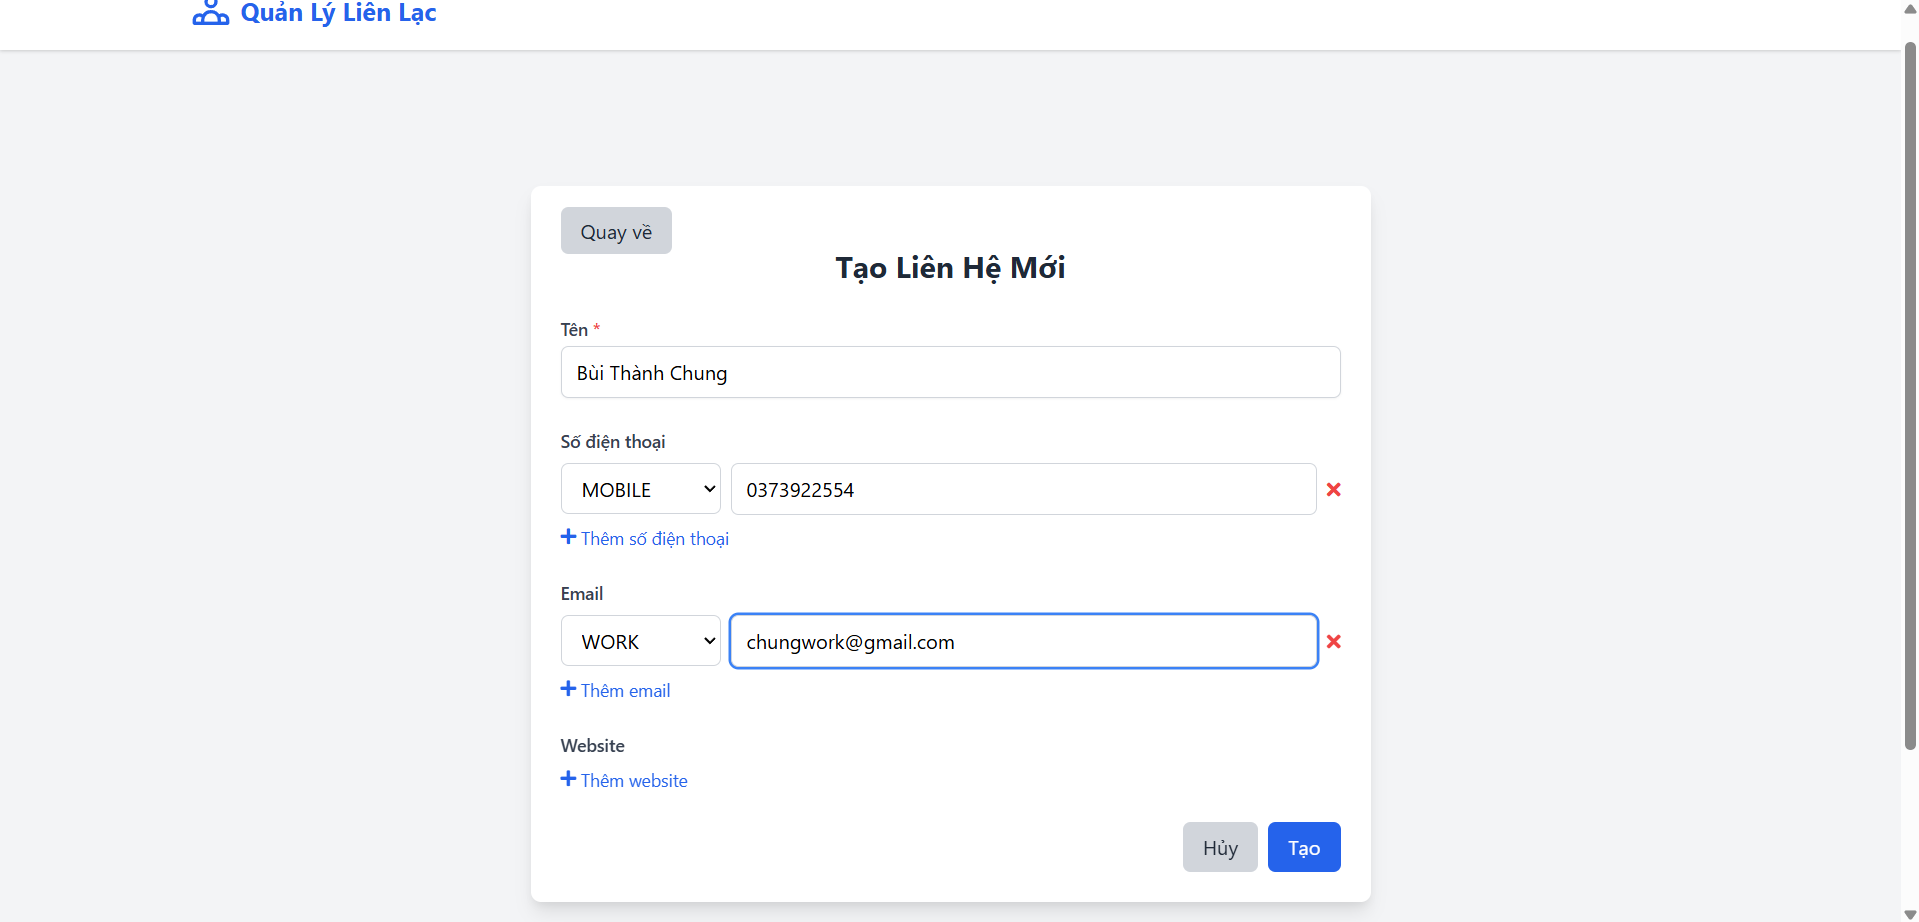 Quản Lý Liên Lạc
Quay về
Tạo Liên Hệ Mới
Tên *
Bùi Thành Chung
Số điện thoại
MOBILE 0373922554
Thêm số điện thoại
Email
WORK chungwork@gmail.com
Thêm email
Website
Thêm website
Hủy Tạo